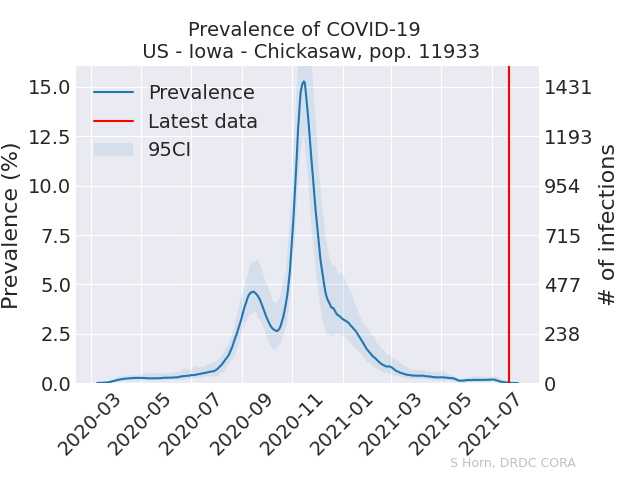 Prevalence of COVID-19
US - Iowa - Chickasaw, pop. 11933
Prevalence (%)
15.0
12.5
10.0
7.5
5.0
2.5
0.0
Prevalence
Latest data
95CI
1431
1193
954
715
477
238
0
# of infections
2020-03
2020-05
2020-07
2020-09
2020-11
2021-01
2021-03
2021-05
2021-07
S Horn, DRDC CORA